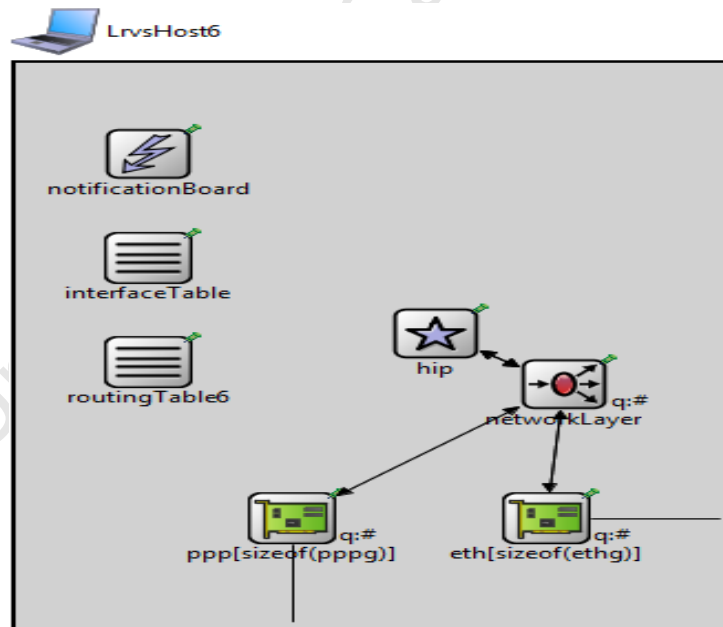 LrvsHost6
notificationBoard
interfaceTable
hip
routingTable6
q:#
networkLayer
q:#
ppp[sizeof(pppg)]
q:#
eth[sizeof(ethg)]